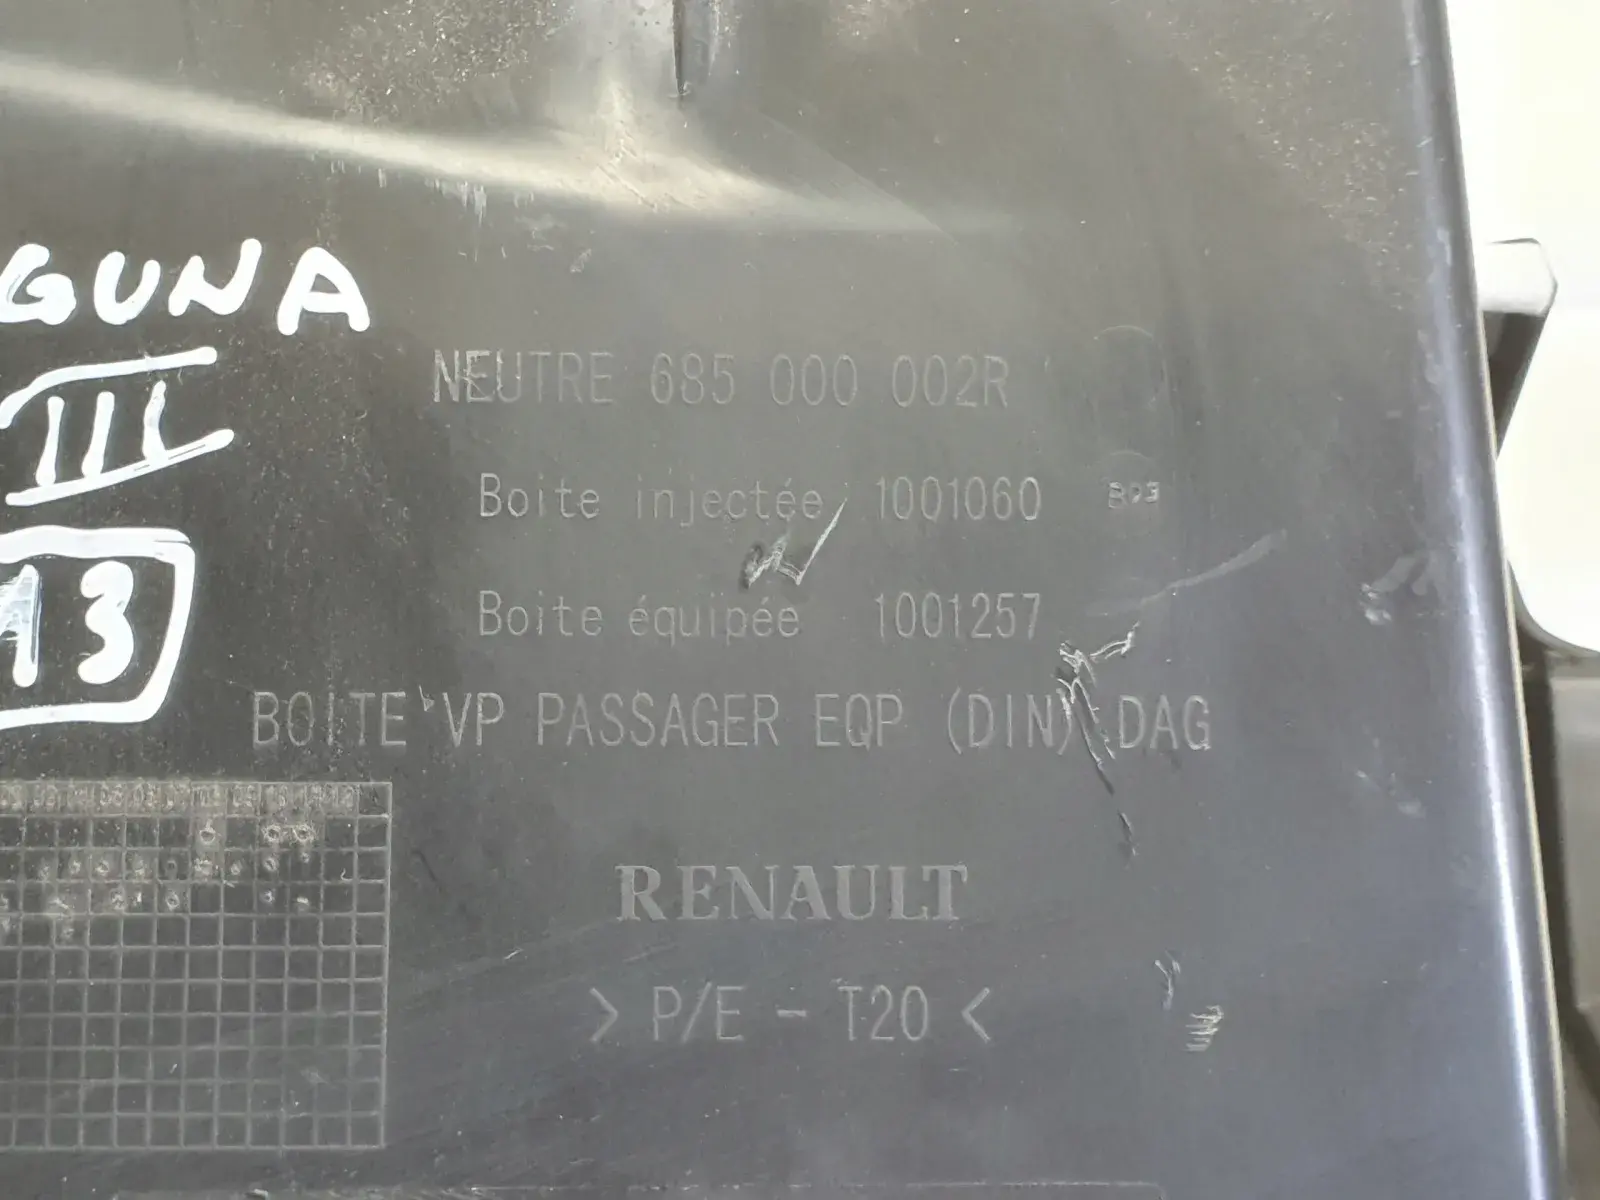 GUNA
III
13
NEUTRE 685 000 002R
Boite injectée 1001060
Boite équipée 1001257
BOITE VP PASSAGER EQP (DIN) DAG
RENAULT
> P/E - T20 <